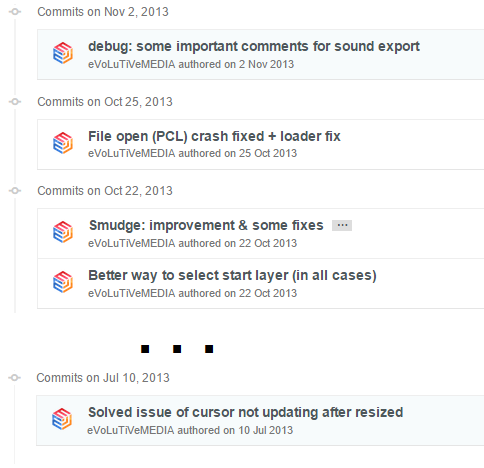 Commits on Nov 2, 2013
debug: some important comments for sound export
eVoLuTiVeMEDIA authored on 2 Nov 2013
Commits on Oct 25, 2013
File open (PCL) crash fixed + loader fix
eVoLuTiVeMEDIA authored on 25 Oct 2013
Commits on Oct 22, 2013
Smudge: improvement & some fixes ...
eVoLuTiVeMEDIA authored on 22 Oct 2013
Better way to select start layer (in all cases)
eVoLuTiVeMEDIA authored on 22 Oct 2013
. . .
Commits on Jul 10, 2013
Solved issue of cursor not updating after resized
eVoLuTiVeMEDIA authored on 10 Jul 2013